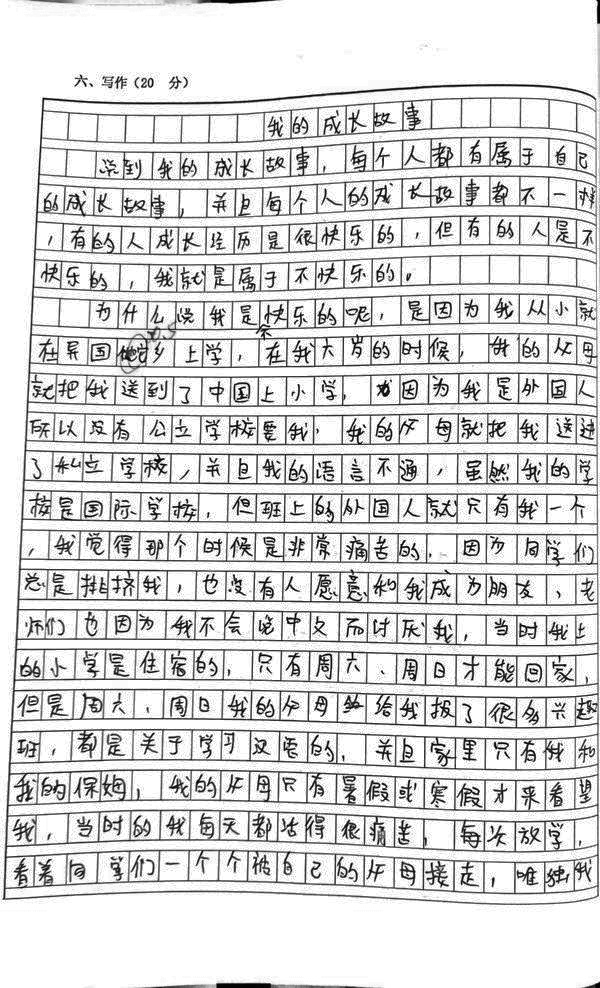 六、写作（20 分）
我的成长故事
说到我的成长故事，每个人都有属于自己
的成长故事，并且每个人的成长故事都不一样
，有的人成长经历是很快乐的，但有的人是不
快乐的，我就是属于不快乐的。
为什么说我是不快乐的呢，是因为我从小就
在异国他乡上学，在我六岁的时候，我的父母
就把我送到了中国上小学，因为我是外国人
所以没有公立学校要我，我的父母就把我送进
了私立学校，并且我的语言不通，虽然我的学
校是国际学校，但班上的外国人就只有我一个
，我觉得那个时候是非常痛苦的，因为同学们
总是排挤我，也没有人愿意和我成为朋友，老
师们也因为我不会说中文而讨厌我，当时我上
的小学是住宿的，只有周六、周日才能回家，
但是周六、周日我的父母给我报了很多兴趣
班，都是关于学习汉语的，并且家里只有我和
我的保姆，我的父母只有暑假或寒假才来看望
我，当时的我每天都活得很痛苦，每次放学，
看着同学们一个个被自己的父母接走，唯独我